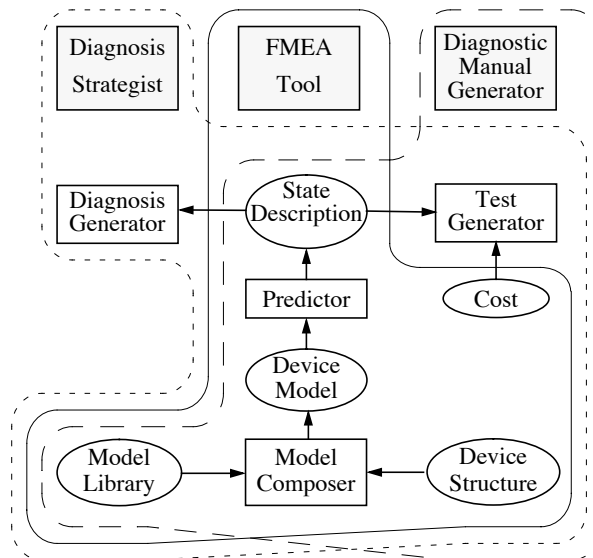 Diagnosis
Strategist
FMEA
Tool
Diagnostic
Manual
Generator
Diagnosis
Generator
State
Description
Test
Generator
Predictor
Cost
Device
Model
Model
Library
Model
Composer
Device
Structure